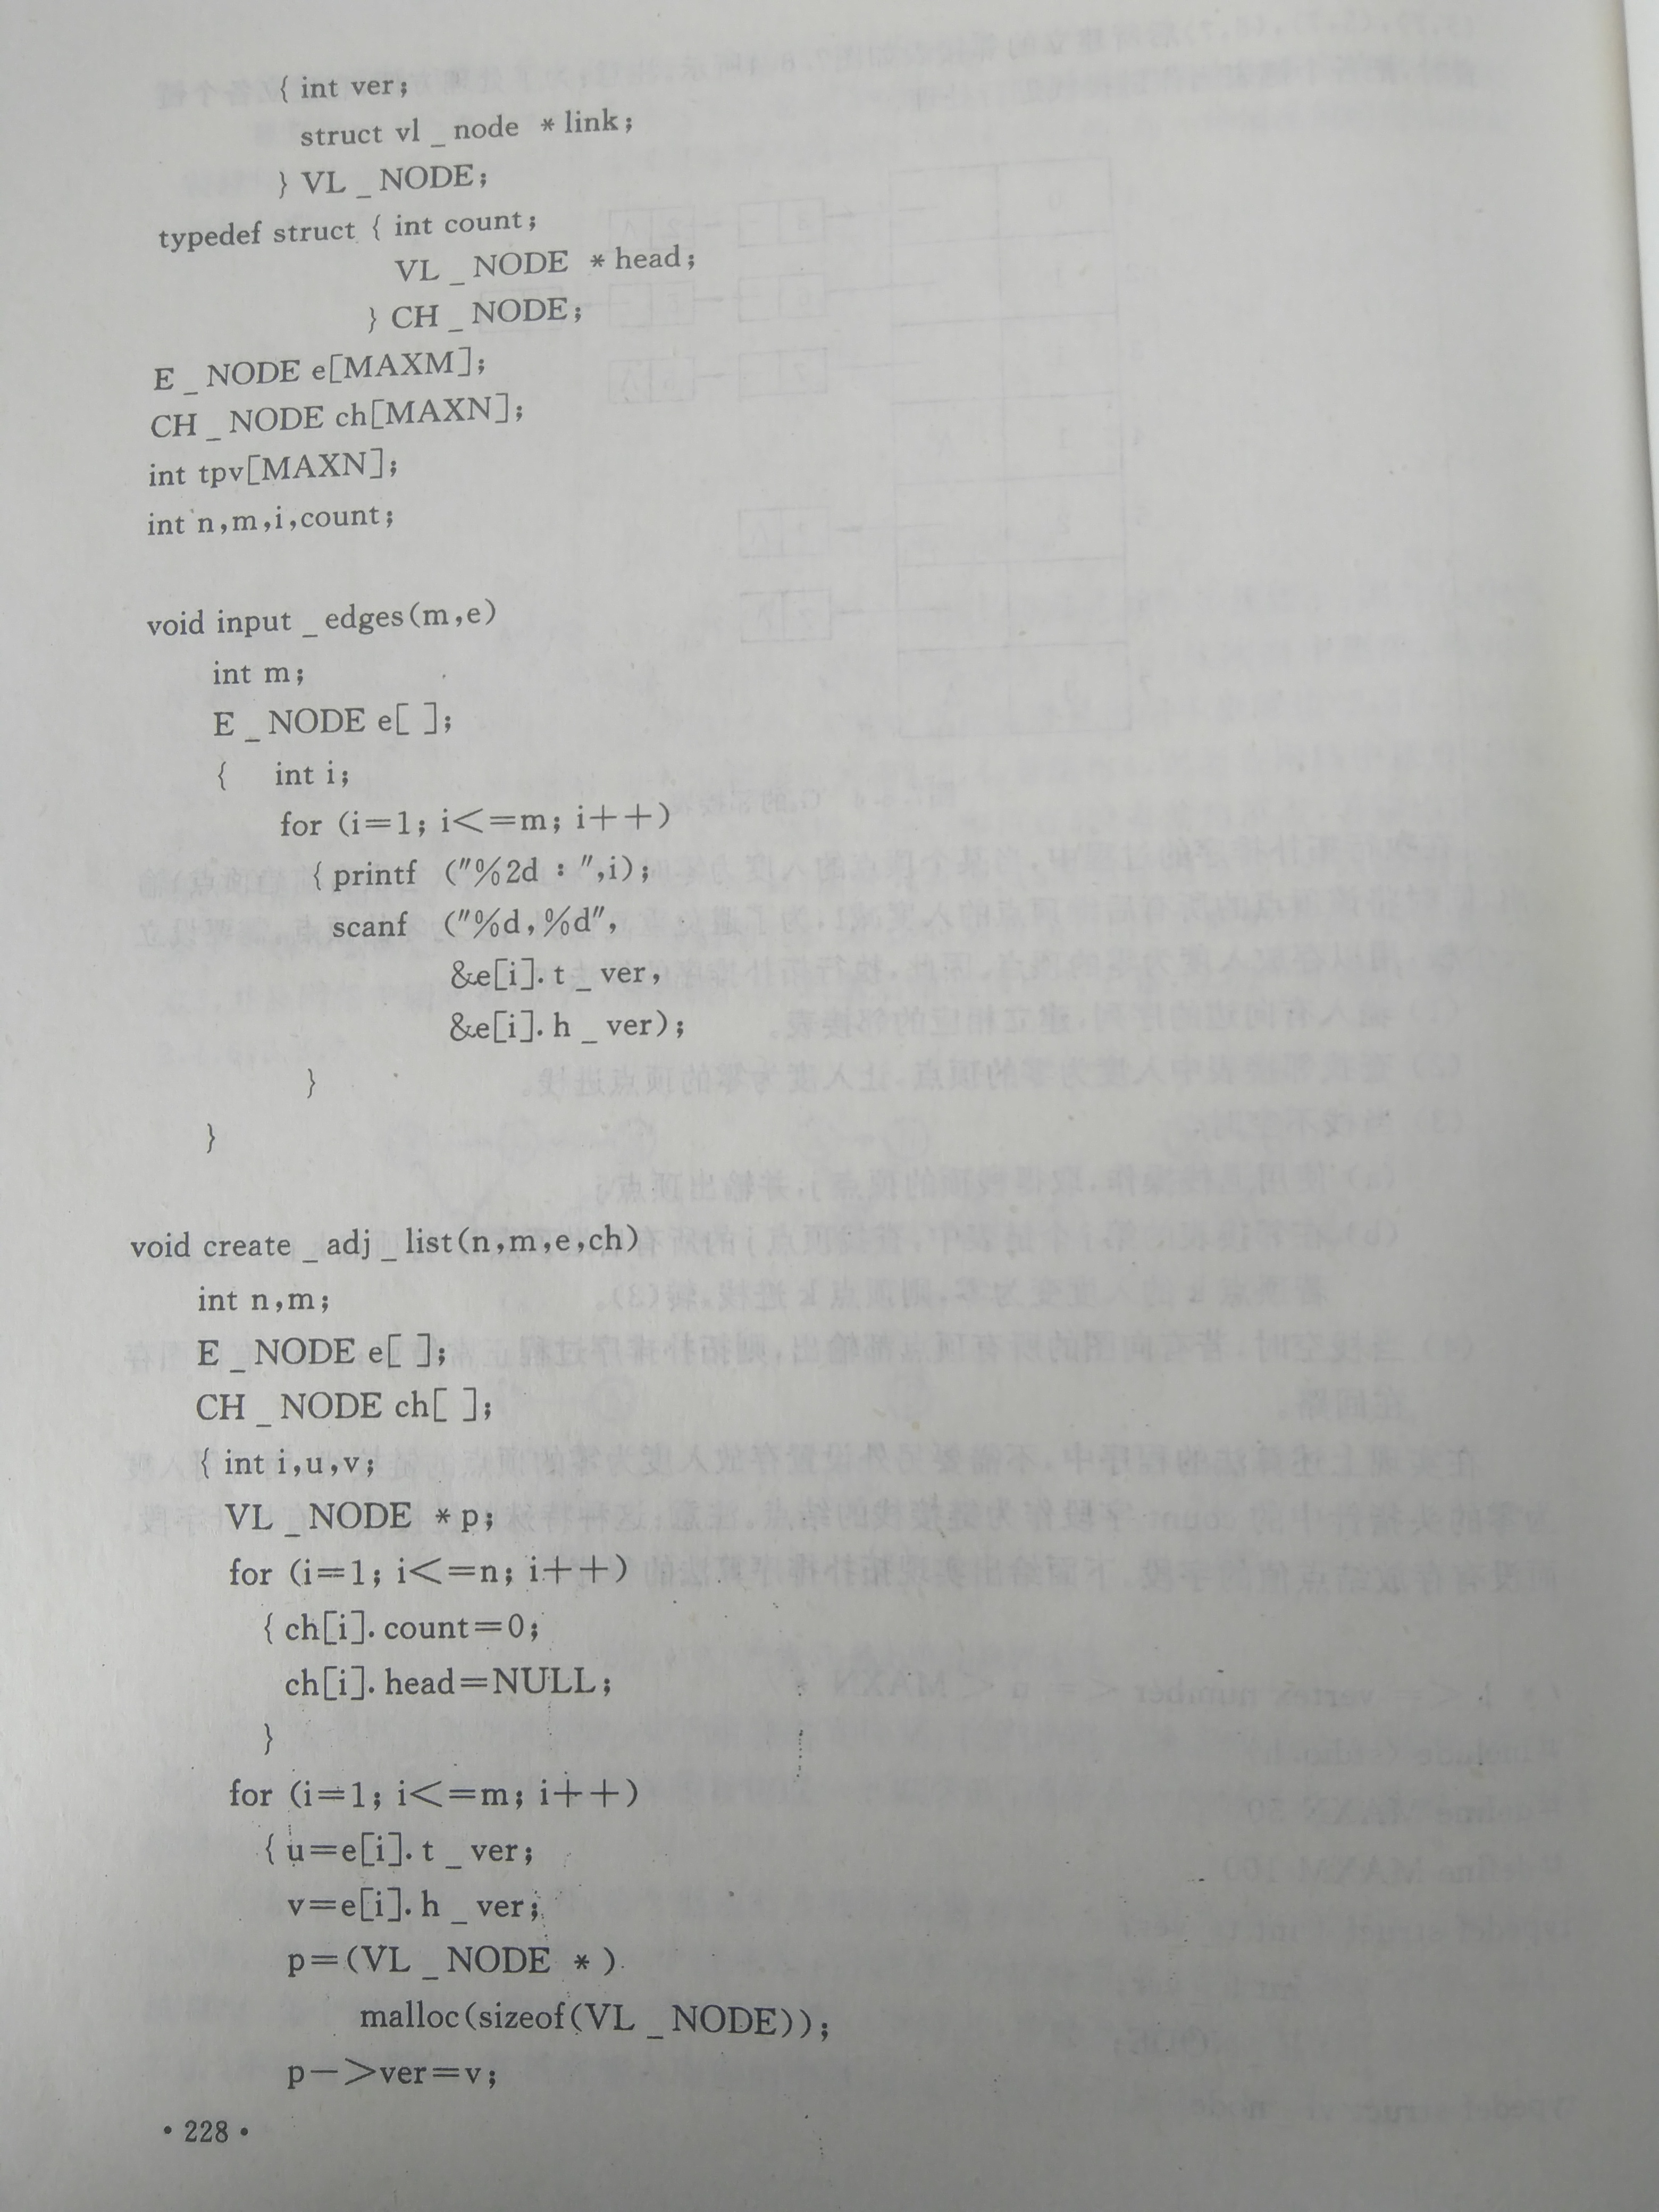 { int ver;
struct vl _ node * link;
} VL _ NODE;
typedef struct { int count;
VL _ NODE * head;
} CH _ NODE;
E _ NODE e[MAXM];
CH _ NODE ch[MAXN];
int tpv[MAXN];
int n,m,i,count;
void input _ edges(m,e)
int m;
E _ NODE e[ ];
{ int i;
for (i=1; i<=m; i++)
{ printf ("%2d : ",i);
scanf ("%d,%d",
&e[i]. t _ ver,
&e[i]. h _ ver);
}
}
void create _ adj _ list(n,m,e,ch)
int n,m;
E _ NODE e[ ];
CH _ NODE ch[ ];
{ int i,u,v;
VL _ NODE * p;
for (i=1; i<=n; i++)
{ ch[i]. count=0;
ch[i]. head=NULL;
}
for (i=1; i<=m; i++)
{ u=e[i]. t _ ver;
v=e[i]. h _ ver;
p=(VL _ NODE * )
malloc(sizeof(VL _ NODE));
p->ver=v;
• 228 •